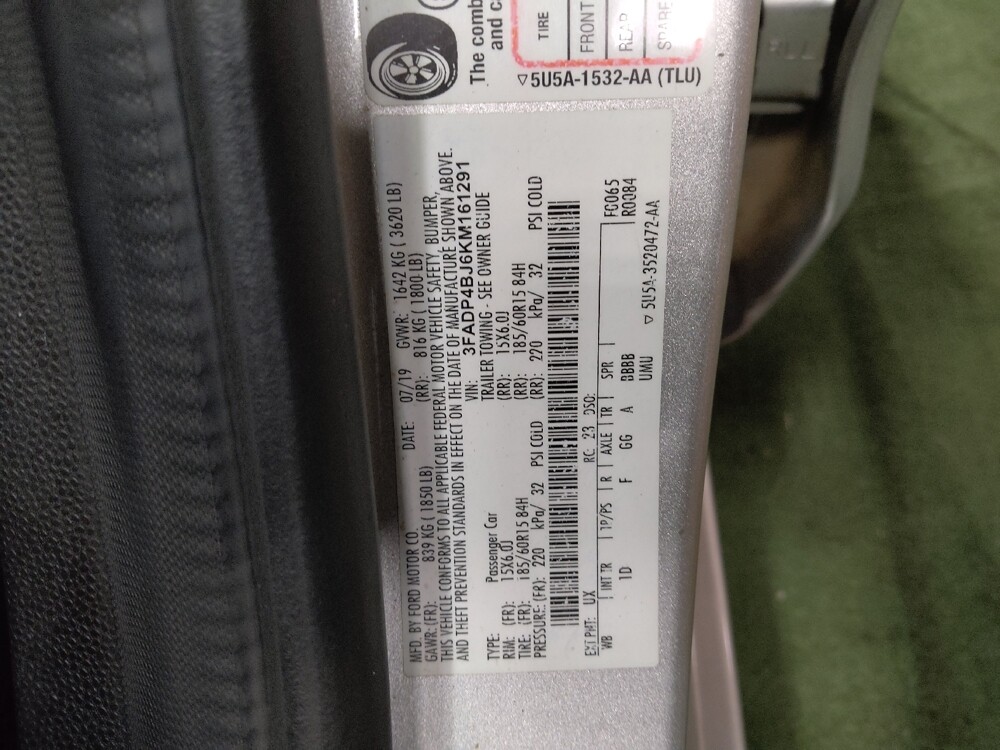 The comb
and ca
TIRE
FRONT
REAR
SPARE
▽5U5A-1532-AA (TLU)
MFD. BY FORD MOTOR CO. DATE: 07/19 GVWR: 1642 KG ( 3620 LB)
GAWR:(FR): 839 KG ( 1850 LB) (RR): 816 KG ( 1800 LB)
THIS VEHICLE CONFORMS TO ALL APPLICABLE FEDERAL MOTOR VEHICLE SAFETY, BUMPER,
AND THEFT PREVENTION STANDARDS IN EFFECT ON THE DATE OF MANUFACTURE SHOWN ABOVE.
VIN: 3FADP4BJ6KM161291
TYPE: Passenger Car TRAILER TOWING - SEE OWNER GUIDE
RIM: (FR): 15X6.0J (RR): 15X6.0J
TIRE: (FR): 185/60R15 84H (RR): 185/60R15 84H
PRESSURE: (FR): 220 kPa/ 32 PSI COLD (RR): 220 kPa/ 32 PSI COLD
EXT PNT: UX RC: 23 DSO: FG065
WB INT TR TP/PS R AXLE TR SPR R0084
1D F GG A BBBB
UMU ▽ 5U5A-3520472-AA